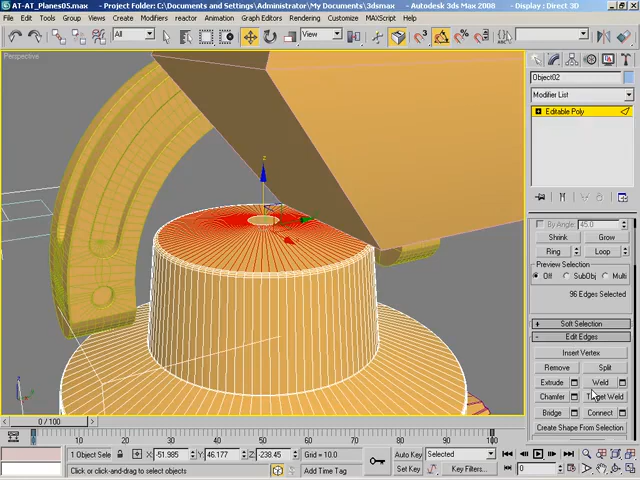 AT-AT_Planes05.max - Project Folder: C:\Documents and Settings\Administrator\My Documents\3dsmax - Autodesk 3ds Max 2008 - Display : Direct 3D
File Edit Tools Group Views Create Modifiers reactor Animation Graph Editors Rendering Customize MAXScript Help
All View
Perspective
Object02
Modifier List
Editable Poly
By Angle: 45.0
Shrink Grow
Ring Loop
Preview Selection
Off SubObj Multi
96 Edges Selected
+ Soft Selection
- Edit Edges
Insert Vertex
Remove Split
Extrude Weld
Chamfer Target Weld
Bridge Connect
Create Shape From Selection
z
0 / 100
0 10 20 30 40 50 60 70 80 90 100
1 Object Sele X: -51.985 Y: 46.177 Z: -238.45 Grid = 10.0 Auto Key Selected
Click or click-and-drag to select objects Add Time Tag Set Key Key Filters... 0